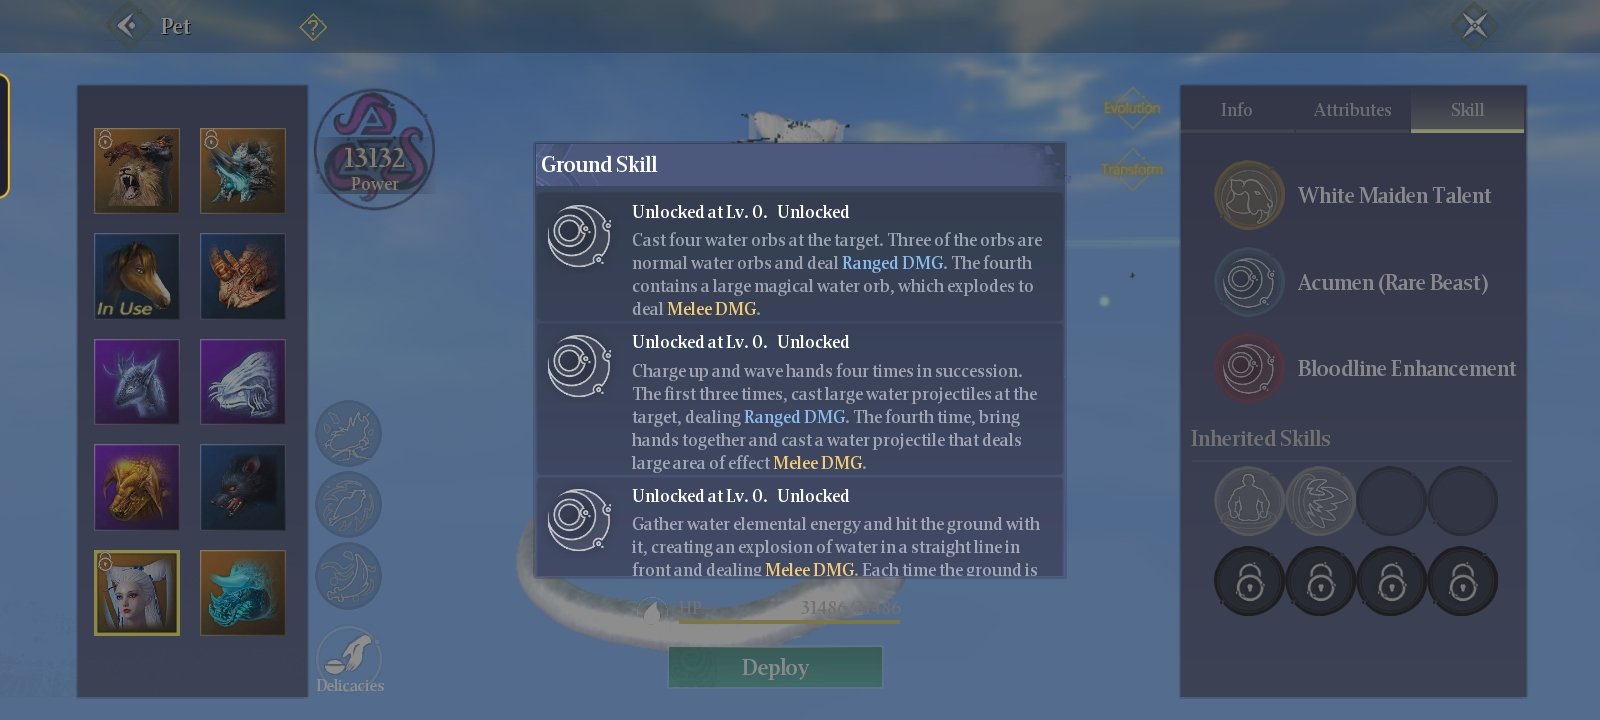 Pet
?
In Use
13132
Power
Delicacies
Evolution
Transform
Ground Skill
Unlocked at Lv. 0. Unlocked
Cast four water orbs at the target. Three of the orbs are
normal water orbs and deal Ranged DMG. The fourth
contains a large magical water orb, which explodes to
deal Melee DMG.
Unlocked at Lv. 0. Unlocked
Charge up and wave hands four times in succession.
The first three times, cast large water projectiles at the
target, dealing Ranged DMG. The fourth time, bring
hands together and cast a water projectile that deals
large area of effect Melee DMG.
Unlocked at Lv. 0. Unlocked
Gather water elemental energy and hit the ground with
it, creating an explosion of water in a straight line in
front and dealing Melee DMG. Each time the ground is
HP 31486/31486
Deploy
Info Attributes Skill
White Maiden Talent
Acumen (Rare Beast)
Bloodline Enhancement
Inherited Skills